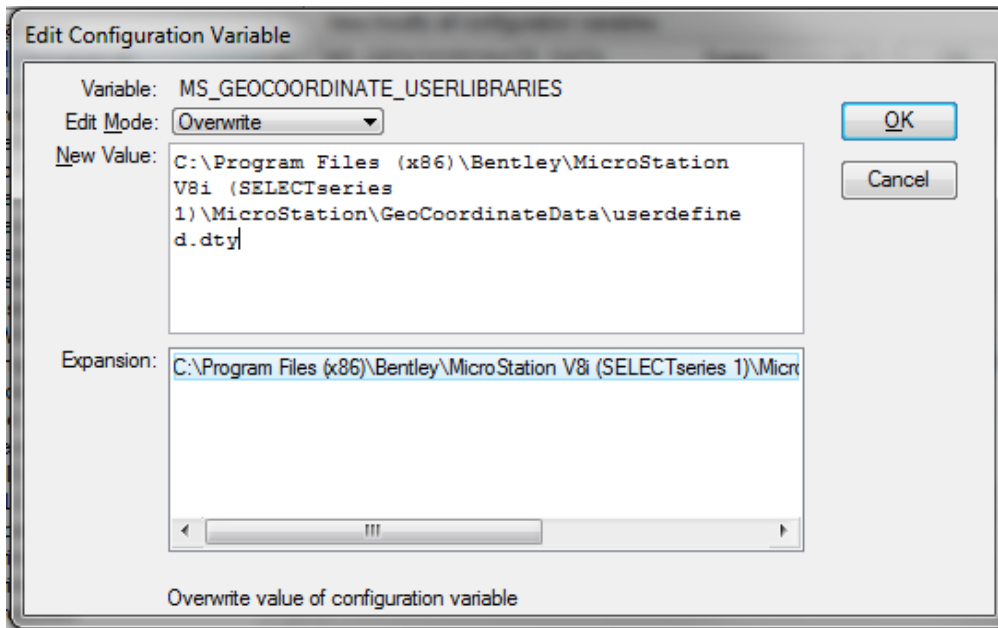 Edit Configuration Variable
Variable: MS_GEOCOORDINATE_USERLIBRARIES
Edit Mode: Overwrite
OK
New Value: C:\Program Files (x86)\Bentley\MicroStation
V8i (SELECTseries
1)\MicroStation\GeoCoordinateData\userdefine
d.dty
Cancel
Expansion: C:\Program Files (x86)\Bentley\MicroStation V8i (SELECTseries 1)\Micro
Overwrite value of configuration variable